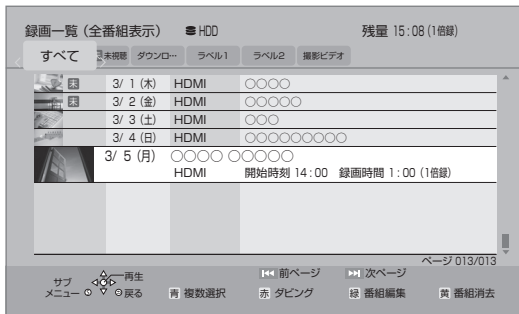 録画一覧(全番組表示) HDD 残量 15:08(1倍録)
すべて 未視聴 ダウンロ… ラベル1 ラベル2 撮影ビデオ
未 3/ 1(木) HDMI ○○○○
未 3/ 2(金) HDMI ○○○○○
3/ 3(土) HDMI ○○○
3/ 4(日) HDMI ○○○○○○○○○
3/ 5(月) ○○○○ ○○○○○
HDMI 開始時刻 14:00 録画時間 1:00(1倍録)
ページ 013/013
再生 前ページ 次ページ
サブメニュー 戻る 青 複数選択 赤 ダビング 緑 番組編集 黄 番組消去